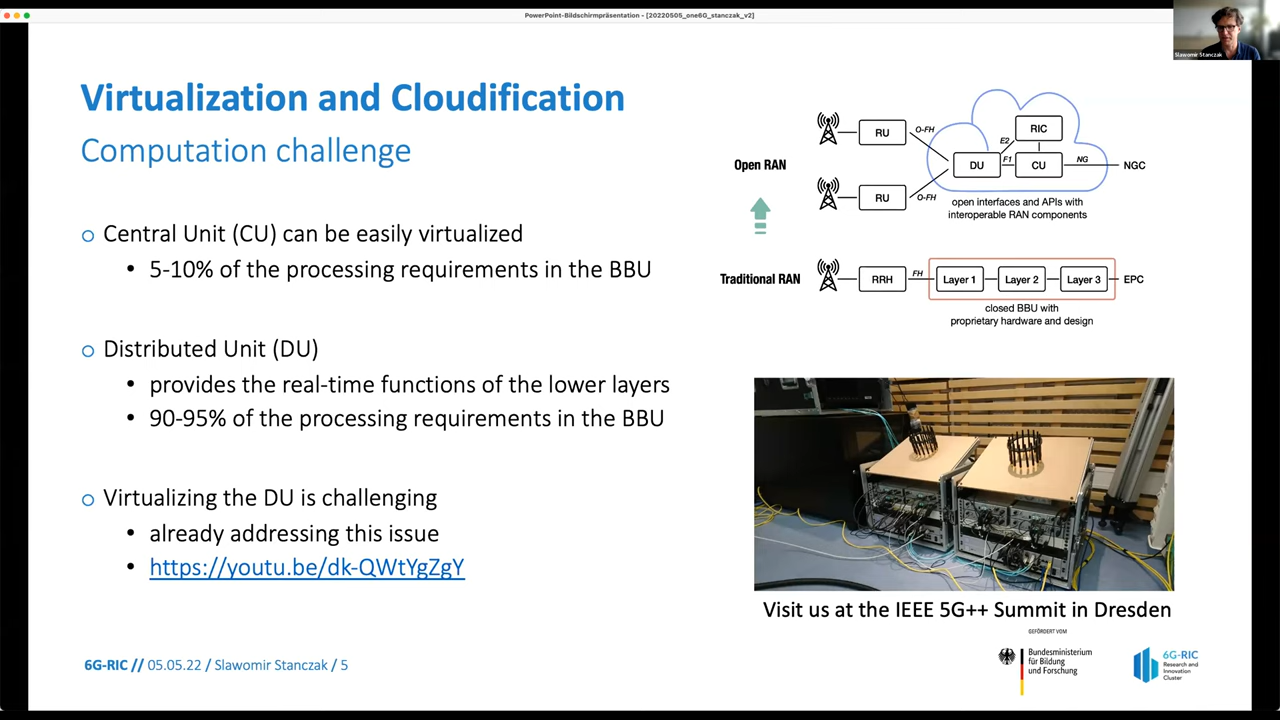 PowerPoint-Bildschirmpräsentation - [20220505_one6G_stanczak_v2]
Slawomir Stanczak
Virtualization and Cloudification
Computation challenge
Central Unit (CU) can be easily virtualized
• 5-10% of the processing requirements in the BBU
Distributed Unit (DU)
• provides the real-time functions of the lower layers
• 90-95% of the processing requirements in the BBU
Virtualizing the DU is challenging
• already addressing this issue
• https://youtu.be/dk-QWtYgZgY
Open RAN
RU
O-FH
RU
O-FH
DU
E2
F1
RIC
CU
NG
NGC
open interfaces and APIs with
interoperable RAN components
Traditional RAN
RRH
FH
Layer 1
Layer 2
Layer 3
EPC
closed BBU with
proprietary hardware and design
Visit us at the IEEE 5G++ Summit in Dresden
6G-RIC // 05.05.22 / Slawomir Stanczak / 5
GEFÖRDERT VOM
Bundesministerium
für Bildung
und Forschung
6G-RIC
Research and
Innovation
Cluster